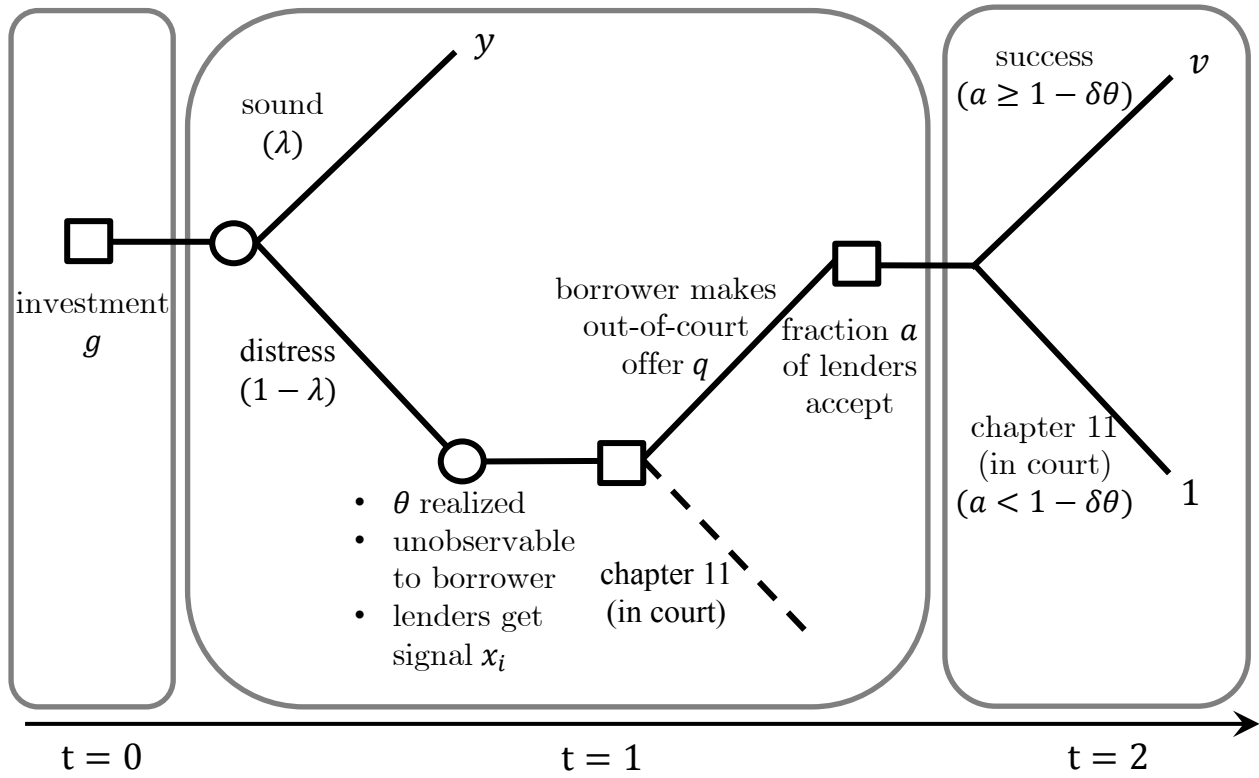 investment
g
sound
(λ)
y
distress
(1 − λ)
• θ realized
• unobservable
to borrower
• lenders get
signal xᵢ
borrower makes
out-of-court
offer q
chapter 11
(in court)
fraction a
of lenders
accept
success
(a ≥ 1 − δθ)
v
chapter 11
(in court)
(a < 1 − δθ)
1
t = 0
t = 1
t = 2